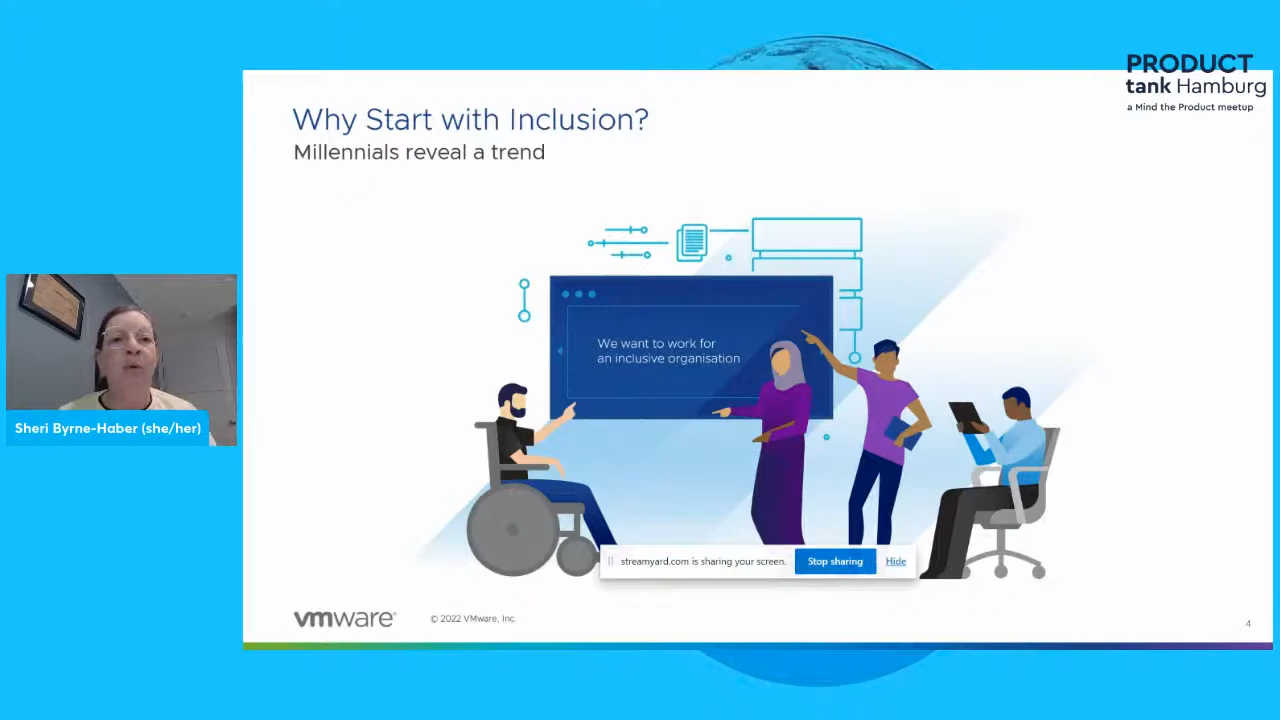 PRODUCT
tank Hamburg
a Mind the Product meetup
Why Start with Inclusion?
Millennials reveal a trend
We want to work for
an inclusive organisation
Sheri Byrne-Haber (she/her)
streamyard.com is sharing your screen.
Stop sharing
Hide
vmware®
© 2022 VMware, Inc.
4